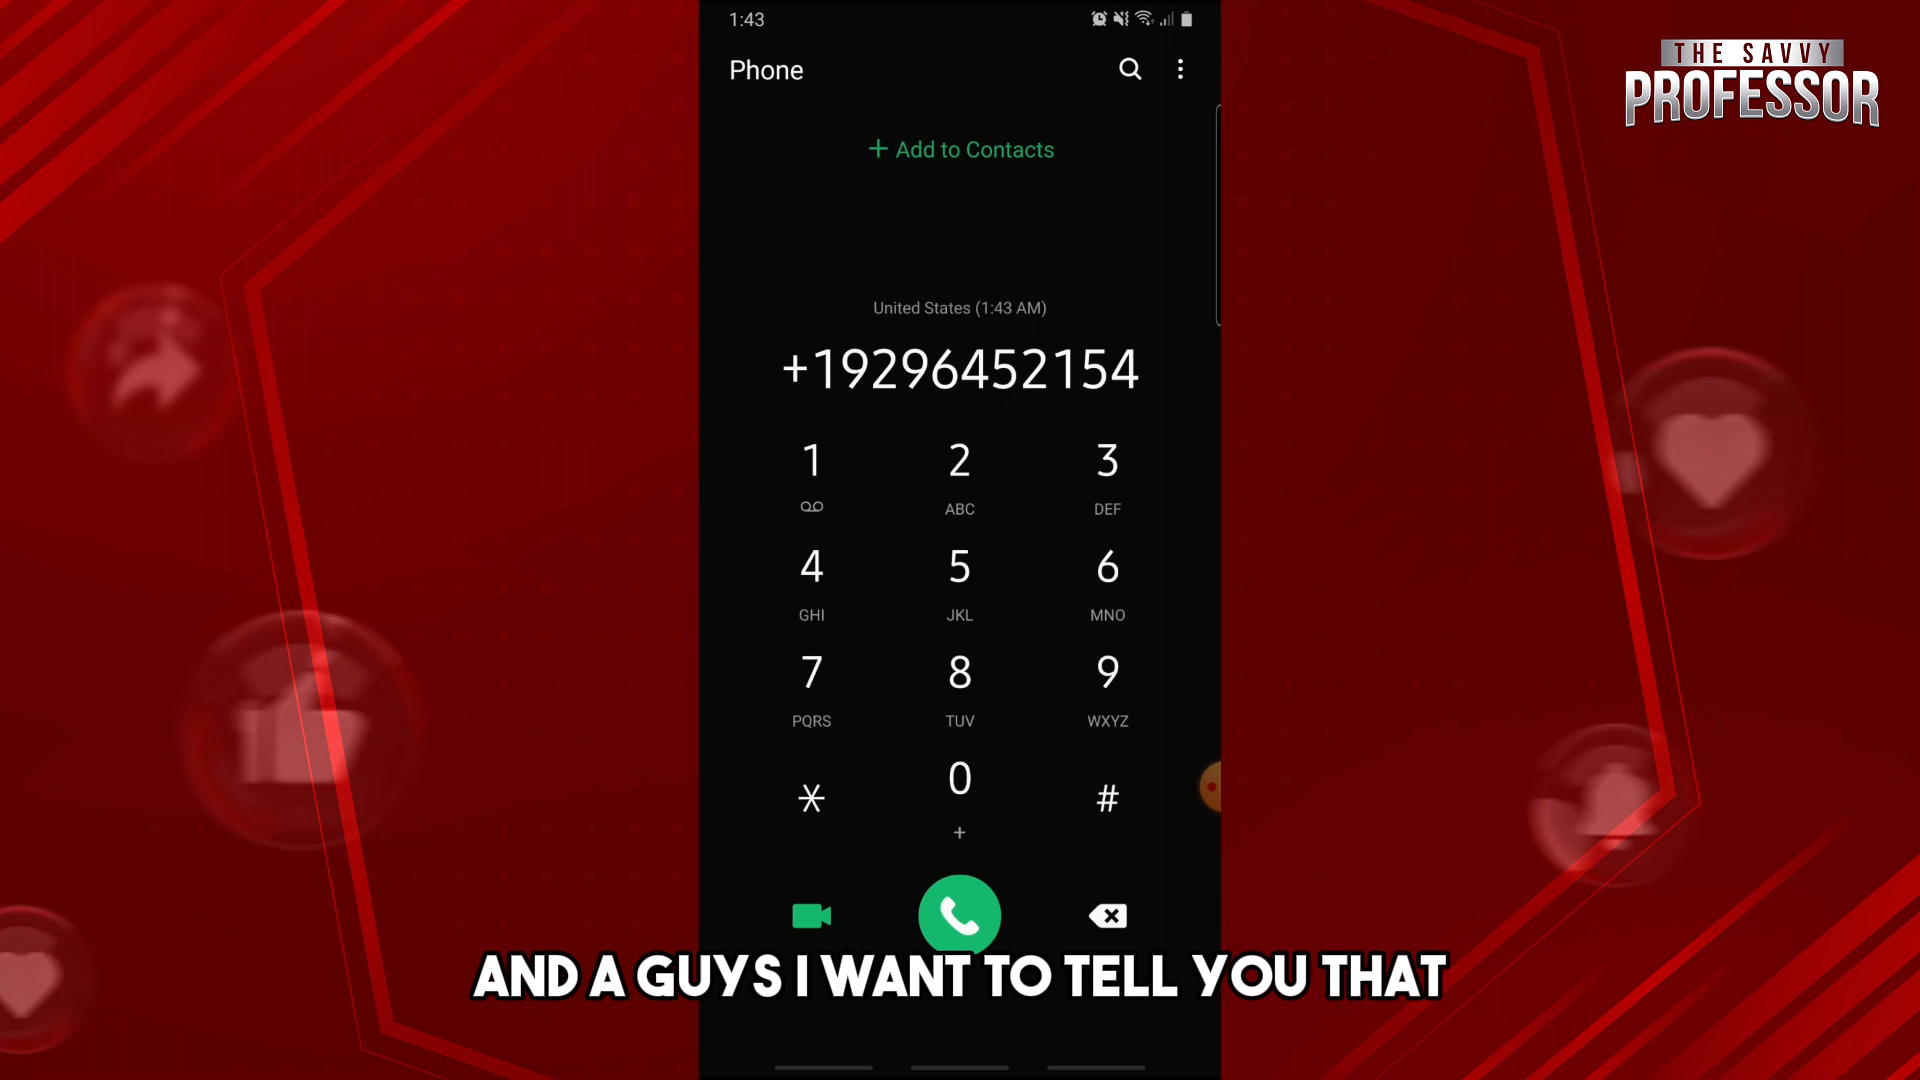 1:43
THE SAVVY
PROFESSOR
Phone
+ Add to Contacts
United States (1:43 AM)
+19296452154
1
2
3
ABC
DEF
4
5
6
GHI
JKL
MNO
7
8
9
PQRS
TUV
WXYZ
*
0
#
+
AND A GUYS I WANT TO TELL YOU THAT